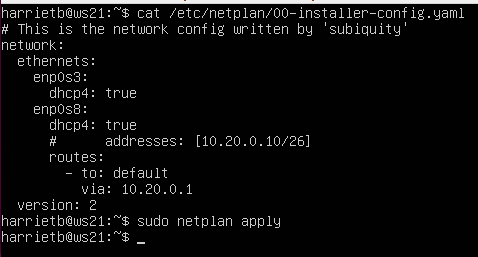 harrietb@ws21:~$ cat /etc/netplan/00-installer-config.yaml
# This is the network config written by 'subiquity'
network:
  ethernets:
    enp0s3:
      dhcp4: true
    enp0s8:
      dhcp4: true
      #      addresses: [10.20.0.10/26]
      routes:
        - to: default
          via: 10.20.0.1
  version: 2
harrietb@ws21:~$ sudo netplan apply
harrietb@ws21:~$ _